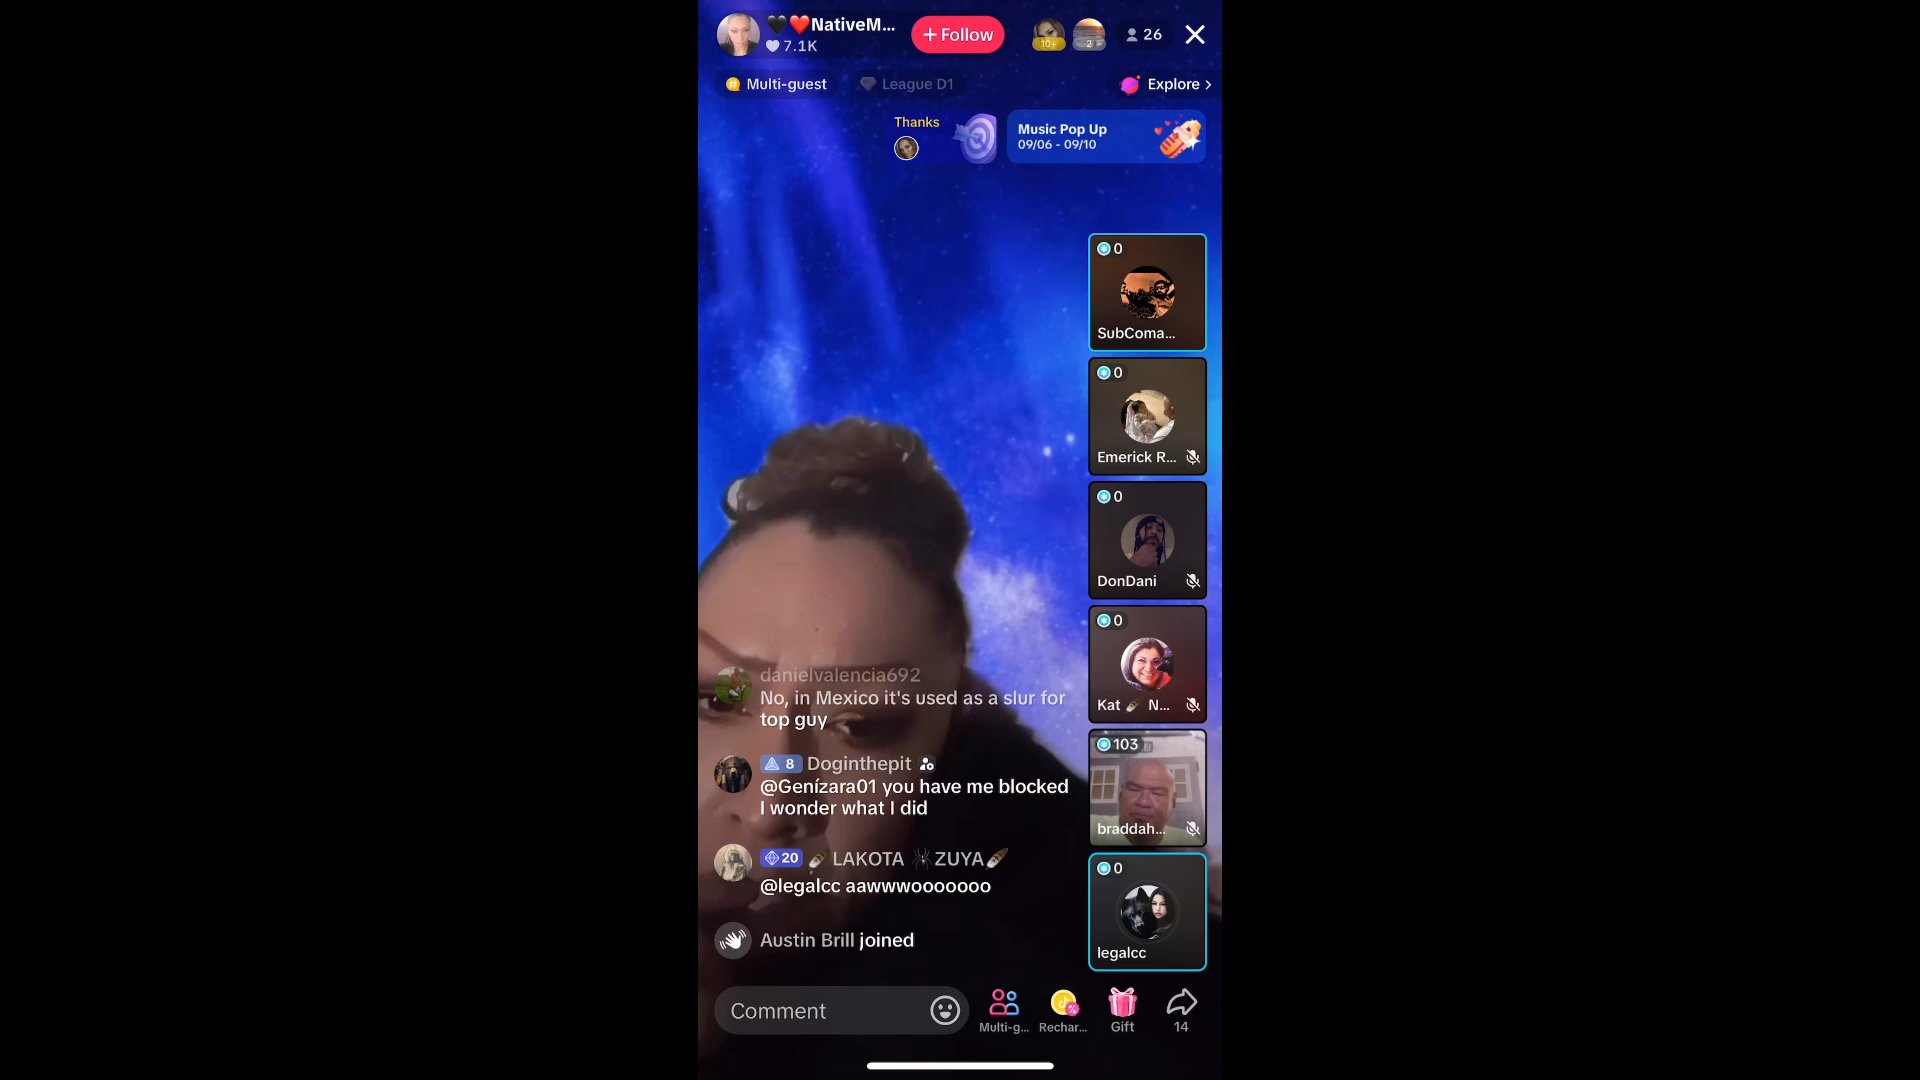 🖤❤️NativeM...
7.1K
+ Follow
10+
2
26
Multi-guest
League D1
Explore
Thanks
Music Pop Up
09/06 - 09/10
0
SubComa...
0
Emerick R...
0
DonDani
0
Kat 🪶 N...
103
braddah...
0
legalcc
danielvalencia692
No, in Mexico it's used as a slur for
top guy
8 Doginthepit
@Genízara01 you have me blocked
I wonder what I did
20 🪶LAKOTA 🕷️ZUYA🪶
@legalcc aawwwooooooo
Austin Brill joined
Comment
Multi-g...
Rechar...
Gift
14